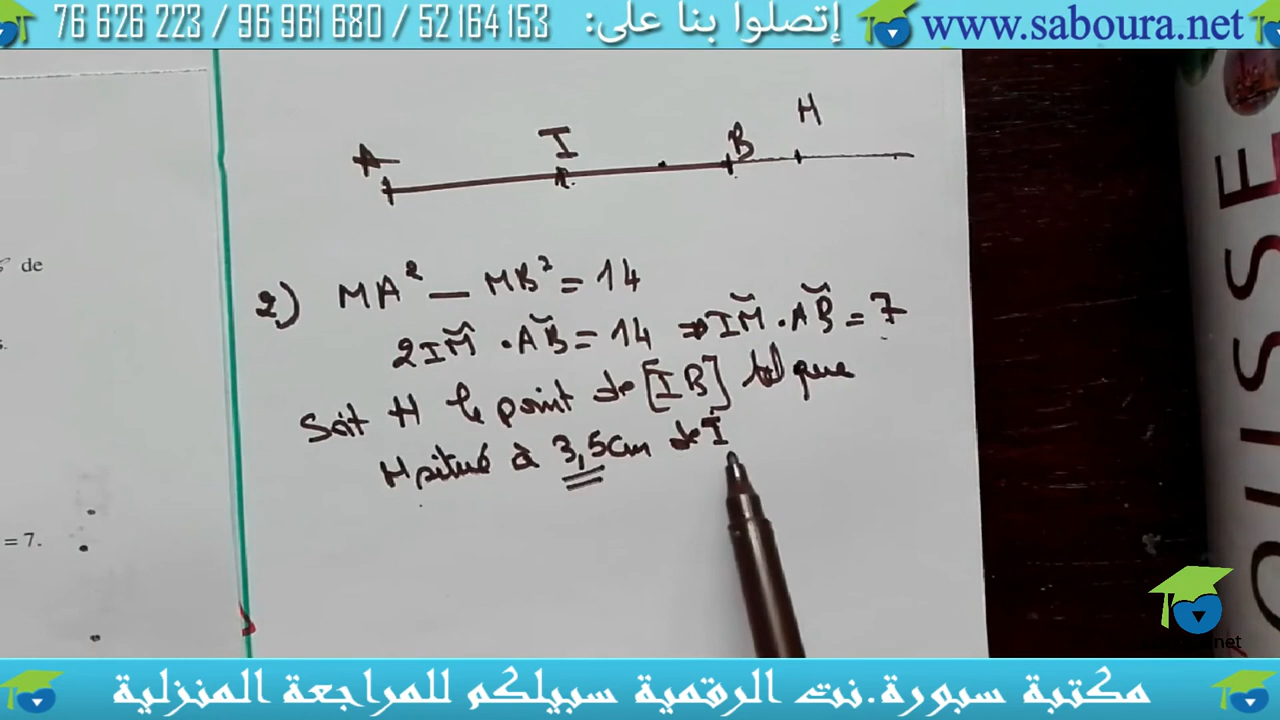 76 626 223 / 96 961 680 / 52 164 153 إتصلوا بنا على: www.saboura.net
A I B H
2) MA² - MB² = 14
2IM . AB = 14 => IM . AB = 7
Soit H le point de [IB] tel que
H situé à 3,5cm de I
de
= 7.
مكتبة سبورة.نت الرقمية سبيلكم للمراجعة المنزلية